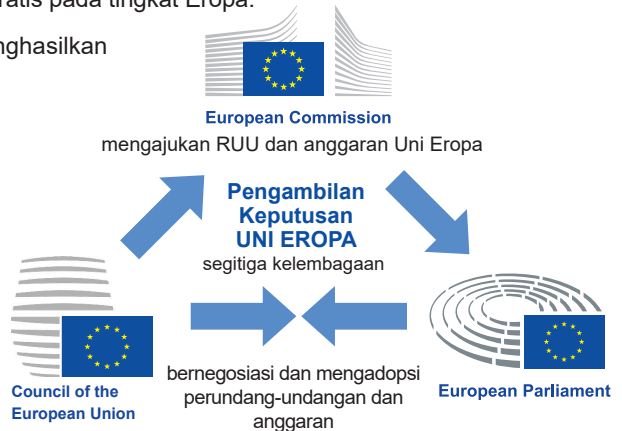 ratis pada tingkat Eropa.
nghasilkan
European Commission
mengajukan RUU dan anggaran Uni Eropa
Pengambilan
Keputusan
UNI EROPA
segitiga kelembagaan
bernegosiasi dan mengadopsi
perundang-undangan dan
anggaran
Council of the
European Union
European Parliament